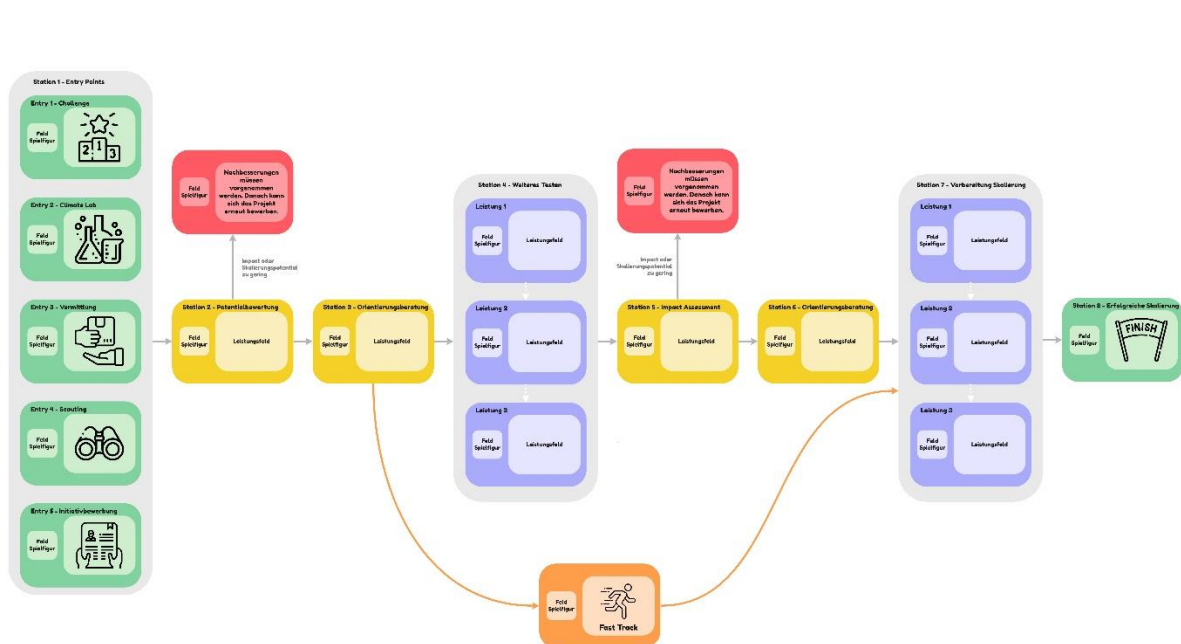 Station 1 - Entry Points
Entry 1 - Challenge
Feld
Spielfigur
2 1 3
Entry 2 - Climate Lab
Feld
Spielfigur
Entry 3 - Vermittlung
Feld
Spielfigur
Entry 4 - Scouting
Feld
Spielfigur
Entry 5 - Initiativbewerbung
Feld
Spielfigur
Feld
Spielfigur
Nachbesserungen
müssen
vorgenommen
werden. Danach kann
sich das Projekt
erneut bewerben.
Impact oder
Skalierungspotential
zu gering
Station 2 - Potentialbewertung
Feld
Spielfigur
Leistungsfeld
Station 3 - Orientierungsberatung
Feld
Spielfigur
Leistungsfeld
Station 4 - Weiteres Testen
Leistung 1
Feld
Spielfigur
Leistungsfeld
Leistung 2
Feld
Spielfigur
Leistungsfeld
Leistung 3
Feld
Spielfigur
Leistungsfeld
Feld
Spielfigur
Nachbesserungen
müssen
vorgenommen
werden. Danach kann
sich das Projekt
erneut bewerben.
Impact oder
Skalierungspotential
zu gering
Station 5 - Impact Assessment
Feld
Spielfigur
Leistungsfeld
Station 6 - Orientierungsberatung
Feld
Spielfigur
Leistungsfeld
Station 7 - Vorbereitung Skalierung
Leistung 1
Feld
Spielfigur
Leistungsfeld
Leistung 2
Feld
Spielfigur
Leistungsfeld
Leistung 3
Feld
Spielfigur
Leistungsfeld
Station 8 - Erfolgreiche Skalierung
Feld
Spielfigur
FINISH
Feld
Spielfigur
Fast Track